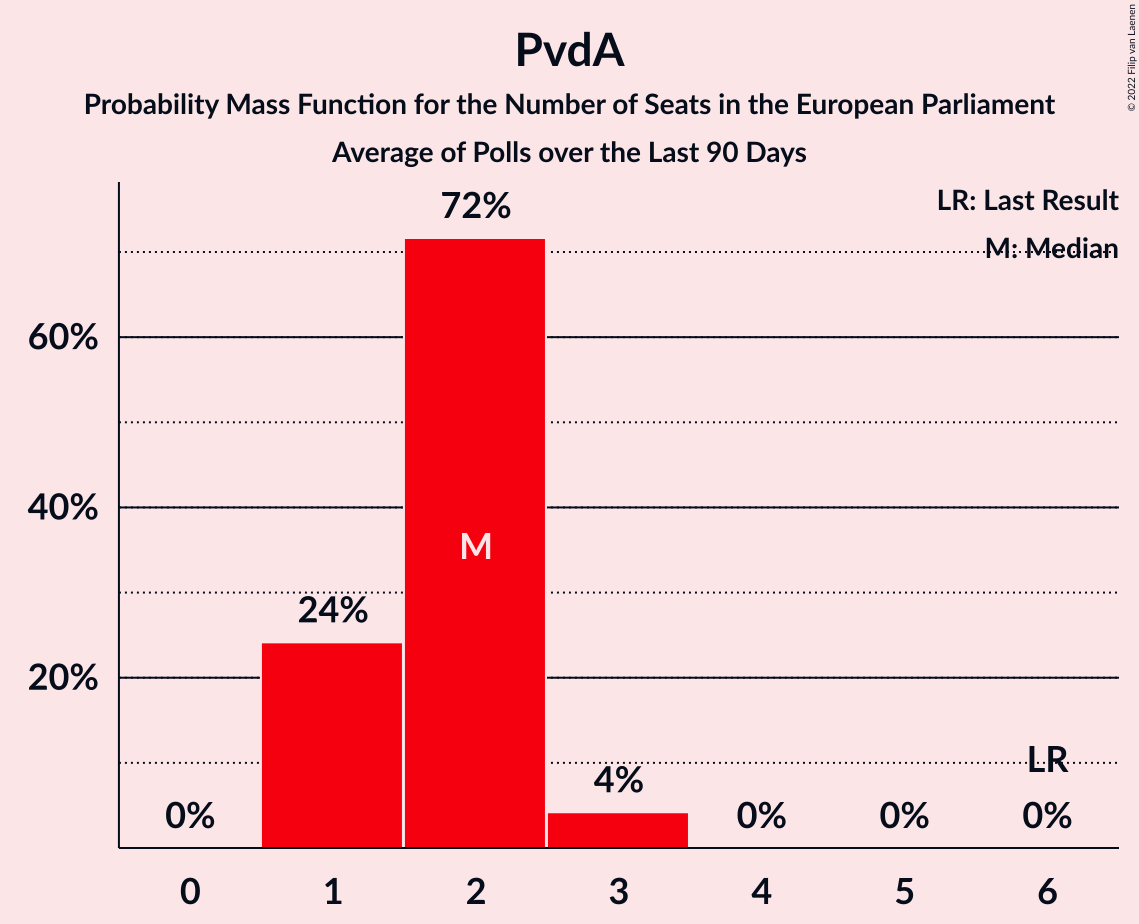 PvdA
Probability Mass Function for the Number of Seats in the European Parliament
Average of Polls over the Last 90 Days
© 2022 Filip van Laenen
LR: Last Result
M: Median
72%
60%
40%
M
24%
20%
LR
4%
0%
0%
0%
0%
0 1 2 3 4 5 6